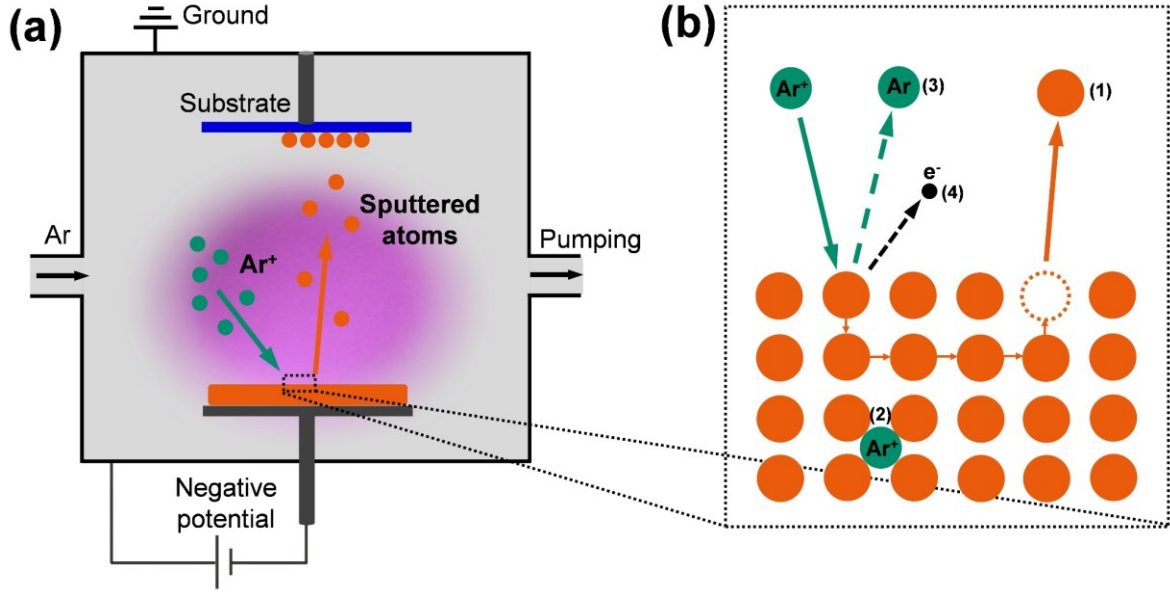 (a)
Ground
Substrate
Sputtered
atoms
Ar
Ar⁺
Pumping
Negative
potential
(b)
Ar⁺
Ar
(3)
(1)
e⁻
(4)
(2)
Ar⁺